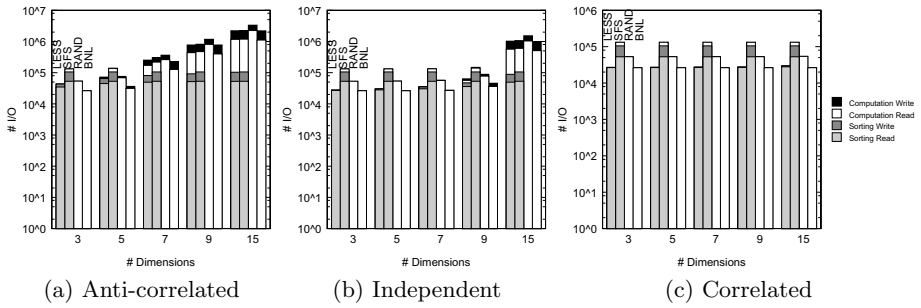 10^7
10^6
10^5
10^4
10^3
10^2
10^1
10^0
# I/O
LESS
SFS
RAND
BNL
3
5
7
9
15
# Dimensions
(a) Anti-correlated
10^7
10^6
10^5
10^4
10^3
10^2
10^1
10^0
# I/O
LESS
SFS
RAND
BNL
3
5
7
9
15
# Dimensions
(b) Independent
10^6
10^5
10^4
10^3
10^2
10^1
10^0
# I/O
LESS
SFS
RAND
BNL
3
5
7
9
15
# Dimensions
(c) Correlated
Computation Write
Computation Read
Sorting Write
Sorting Read